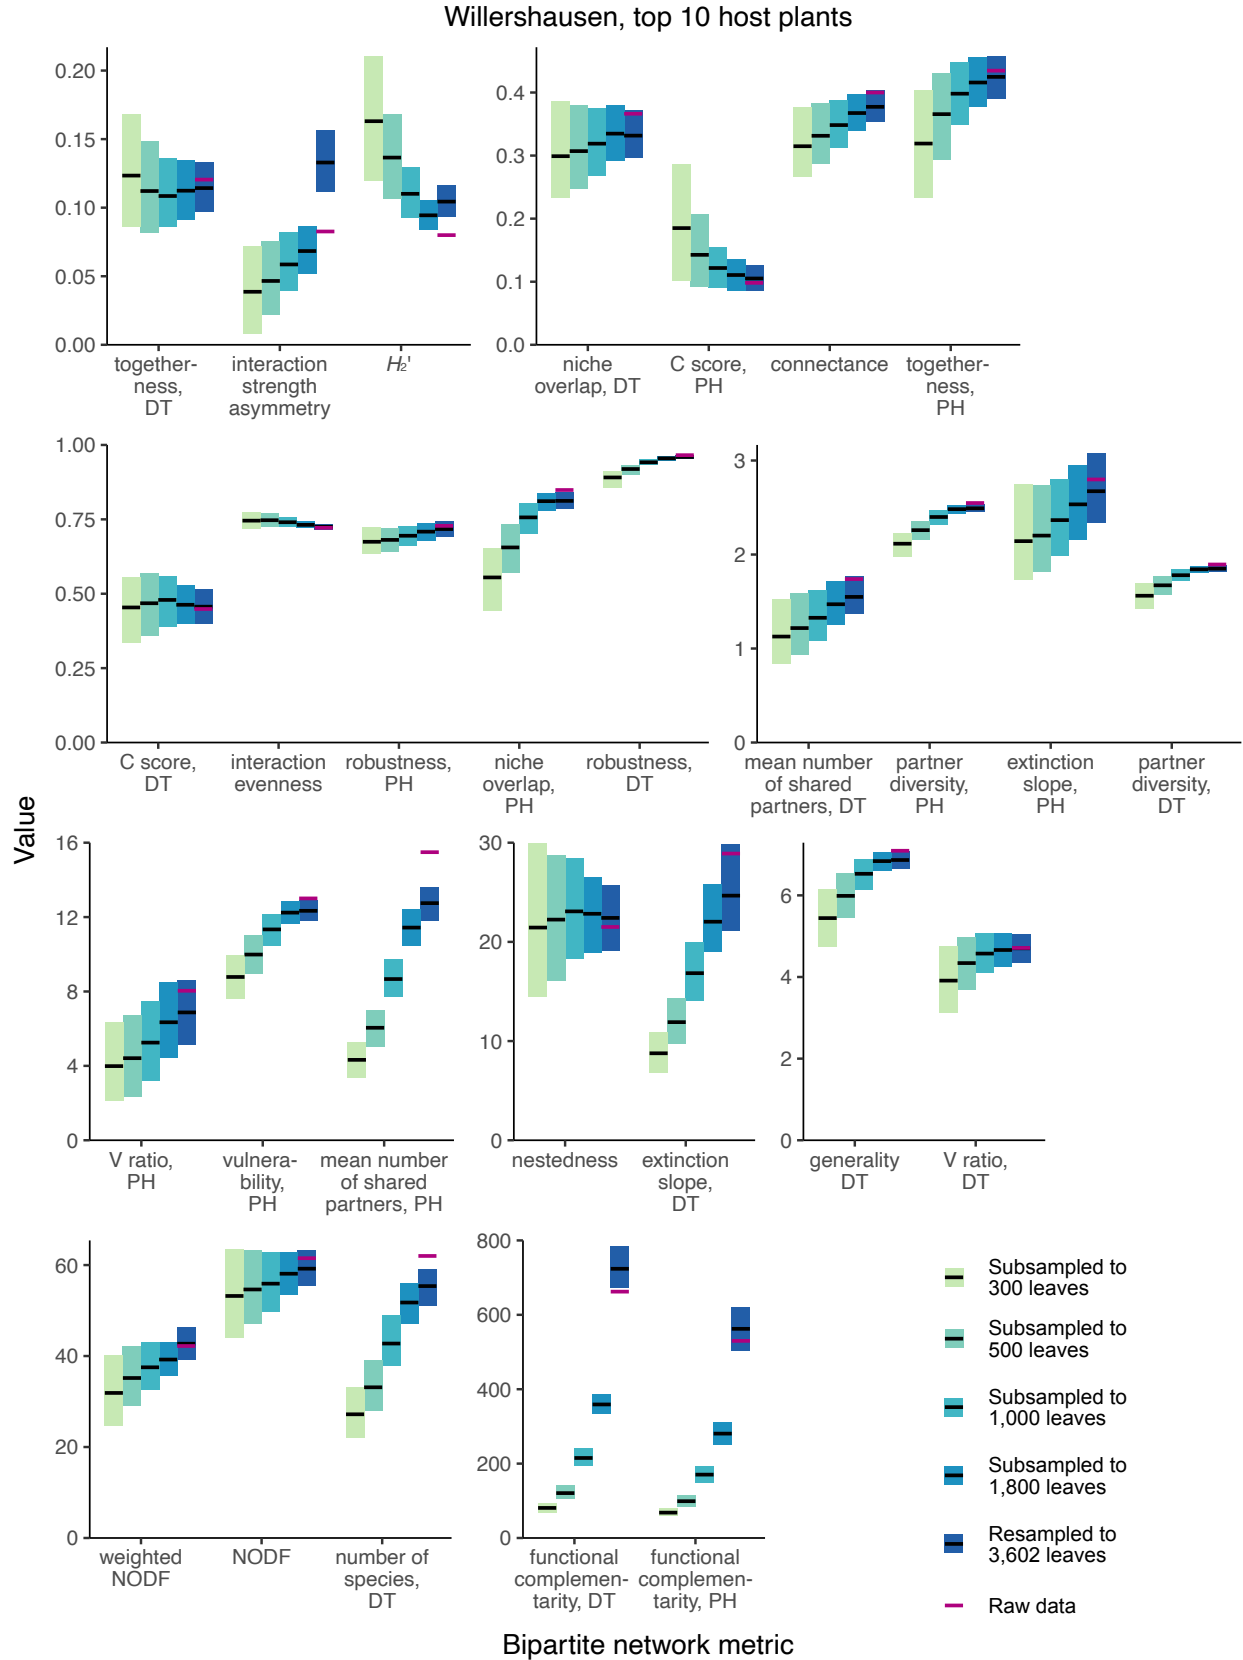 Willershausen, top 10 host plants
Value
0.20
0.15
0.10
0.05
0.00
together-
ness,
DT
interaction
strength
asymmetry
H2'
0.4
0.3
0.2
0.1
0.0
niche
overlap, DT
C score,
PH
connectance
together-
ness,
PH
1.00
0.75
0.50
0.25
0.00
C score,
DT
interaction
evenness
robustness,
PH
niche
overlap,
PH
robustness,
DT
3
2
1
0
mean number
of shared
partners, DT
partner
diversity,
PH
extinction
slope,
PH
partner
diversity,
DT
16
12
8
4
0
V ratio,
PH
vulnera-
bility,
PH
mean number
of shared
partners, PH
30
20
10
0
nestedness
extinction
slope,
DT
6
4
2
0
generality
DT
V ratio,
DT
60
40
20
0
weighted
NODF
NODF
number of
species,
DT
800
600
400
200
0
functional
complemen-
tarity, DT
functional
complemen-
tarity, PH
Subsampled to
300 leaves
Subsampled to
500 leaves
Subsampled to
1,000 leaves
Subsampled to
1,800 leaves
Resampled to
3,602 leaves
Raw data
Bipartite network metric